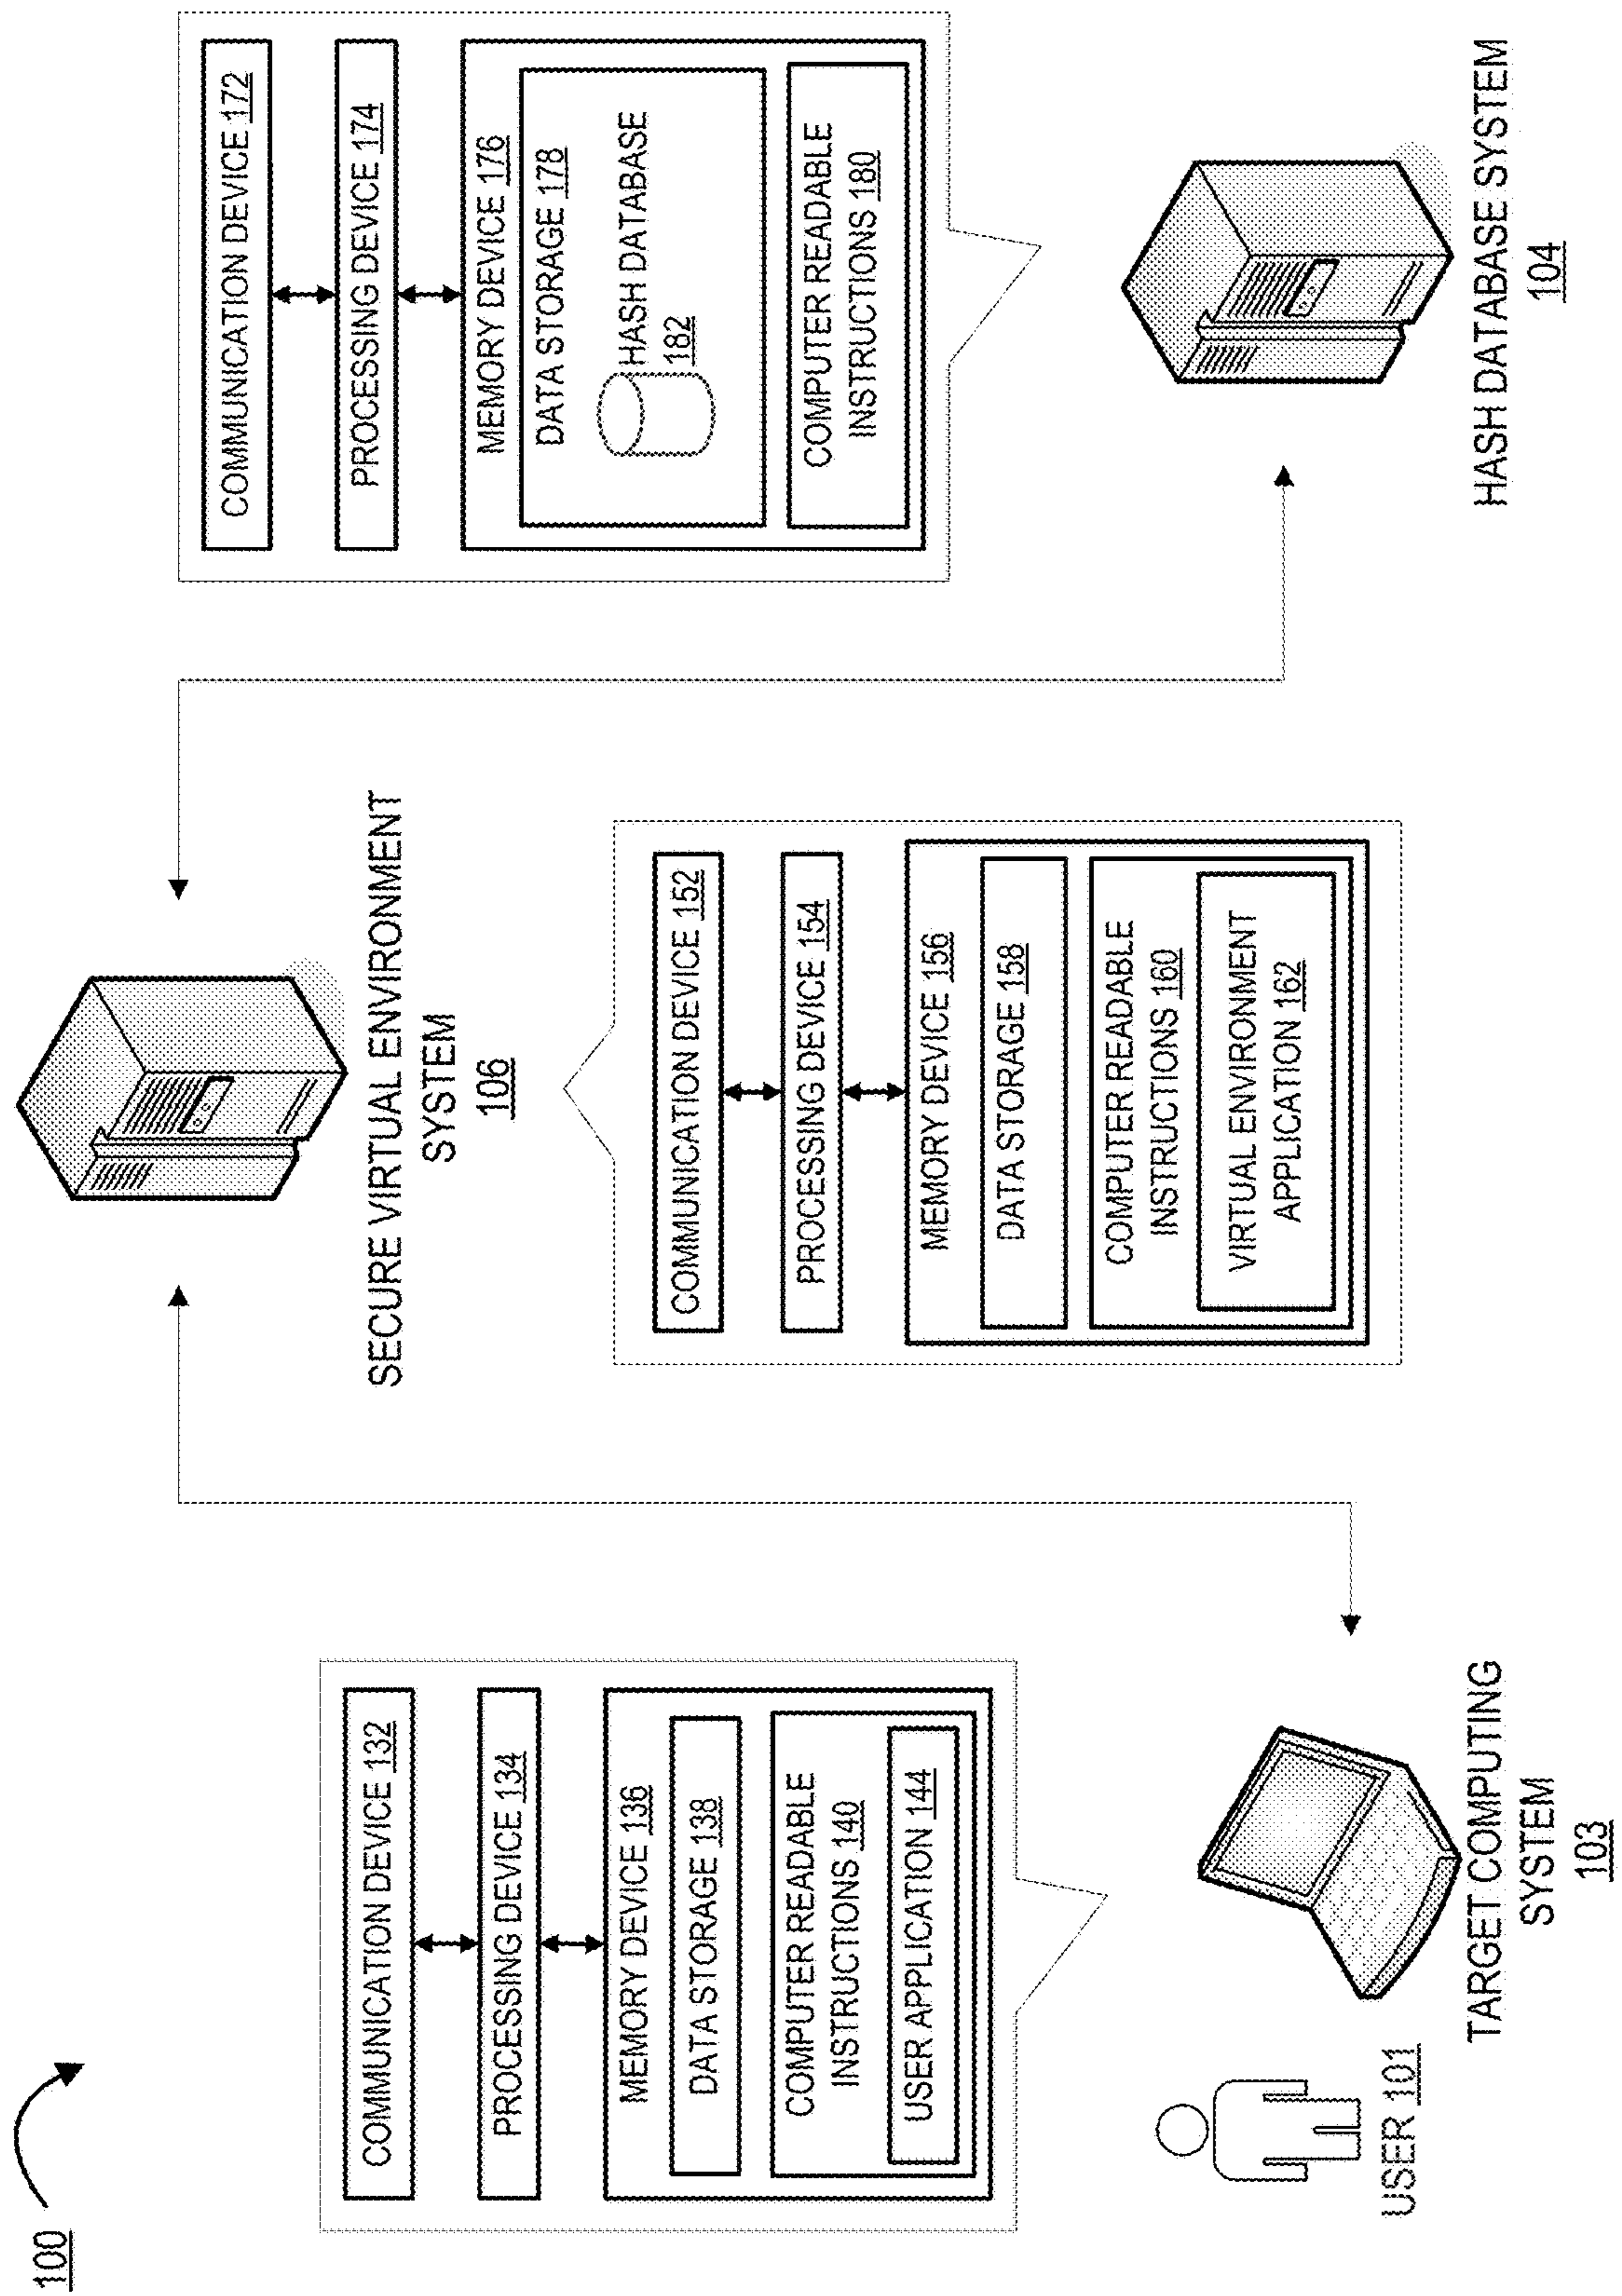 100
COMMUNICATION DEVICE 132
PROCESSING DEVICE 134
MEMORY DEVICE 136
DATA STORAGE 138
COMPUTER READABLE
INSTRUCTIONS 140
USER APPLICATION 144
USER 101
TARGET COMPUTING
SYSTEM
103
SECURE VIRTUAL ENVIRONMENT
SYSTEM
106
COMMUNICATION DEVICE 152
PROCESSING DEVICE 154
MEMORY DEVICE 156
DATA STORAGE 158
COMPUTER READABLE
INSTRUCTIONS 160
VIRTUAL ENVIRONMENT
APPLICATION 162
COMMUNICATION DEVICE 172
PROCESSING DEVICE 174
MEMORY DEVICE 176
DATA STORAGE 178
HASH DATABASE
182
COMPUTER READABLE
INSTRUCTIONS 180
HASH DATABASE SYSTEM
104